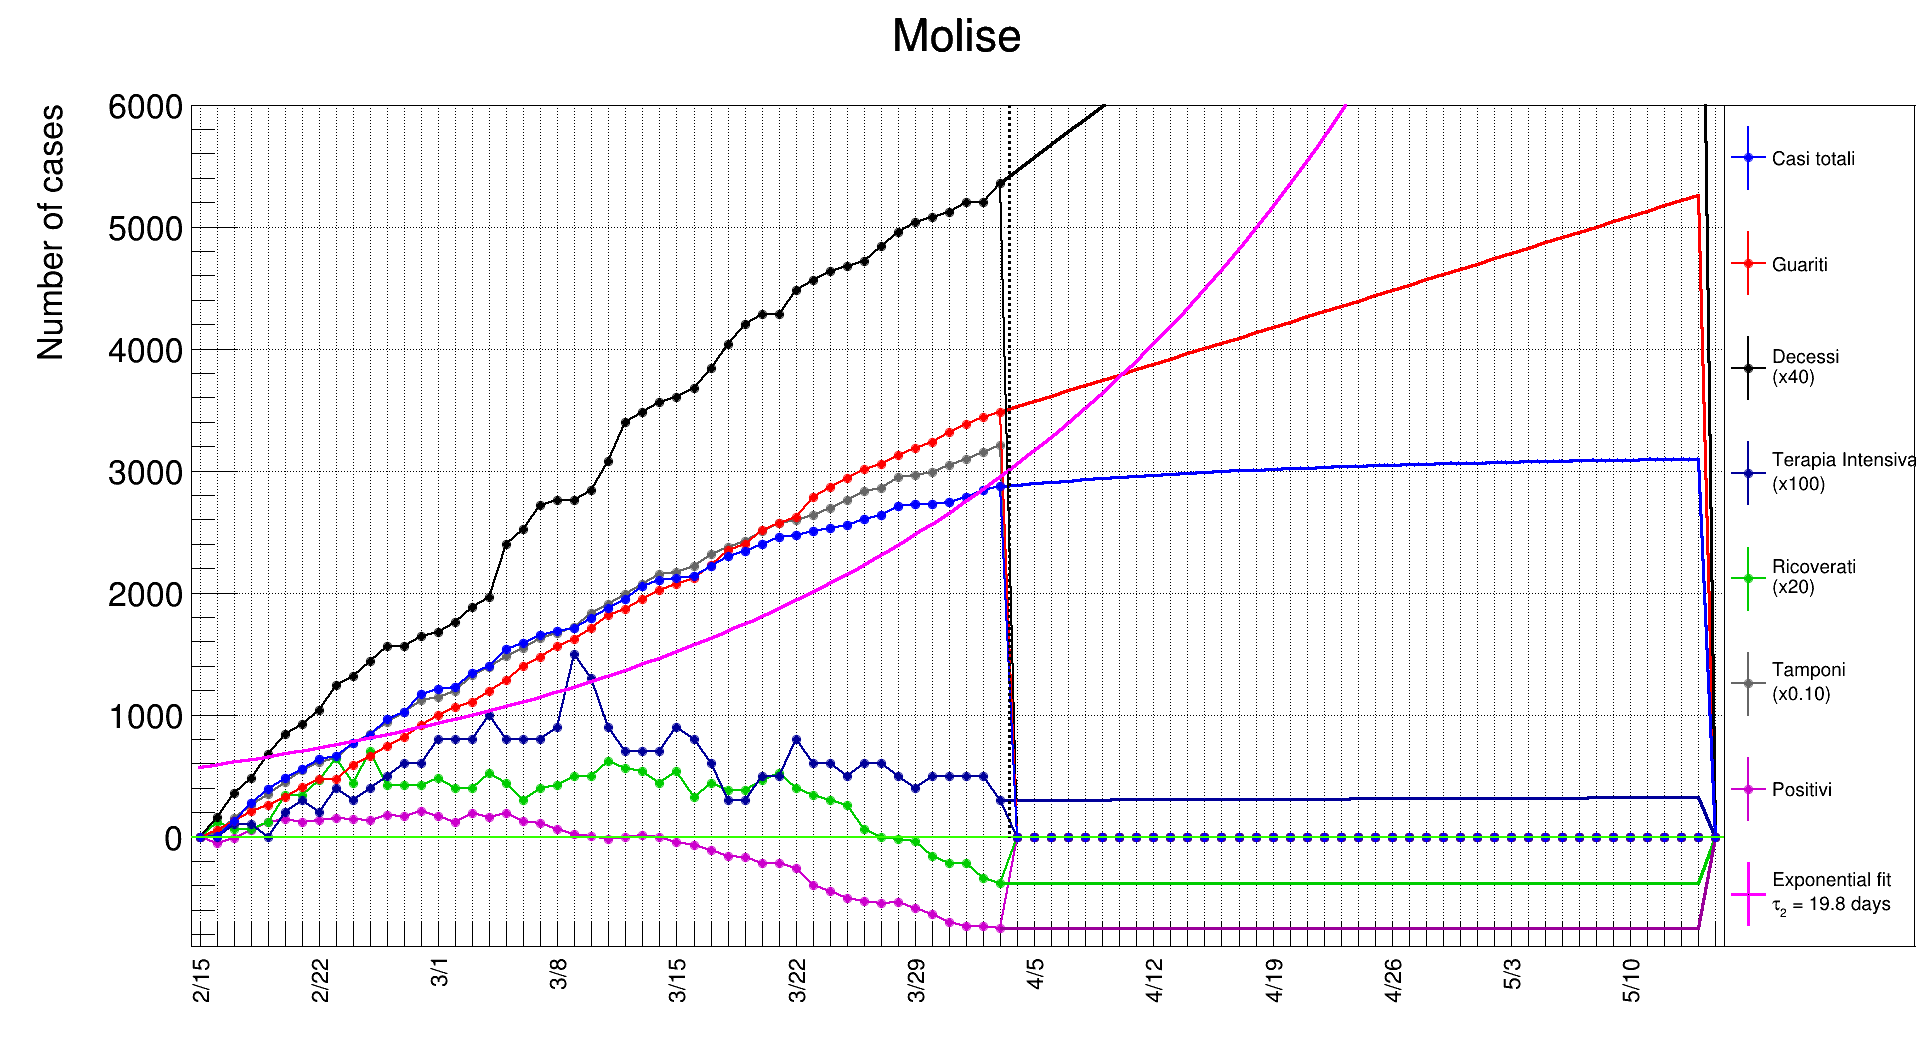 Molise
Number of cases
6000
5000
4000
3000
2000
1000
0
2/15
2/22
3/1
3/8
3/15
3/22
3/29
4/5
4/12
4/19
4/26
5/3
5/10
Casi totali
Guariti
Decessi
(x40)
Terapia Intensiva
(x100)
Ricoverati
(x20)
Tamponi
(x0.10)
Positivi
Exponential fit
τ2 = 19.8 days